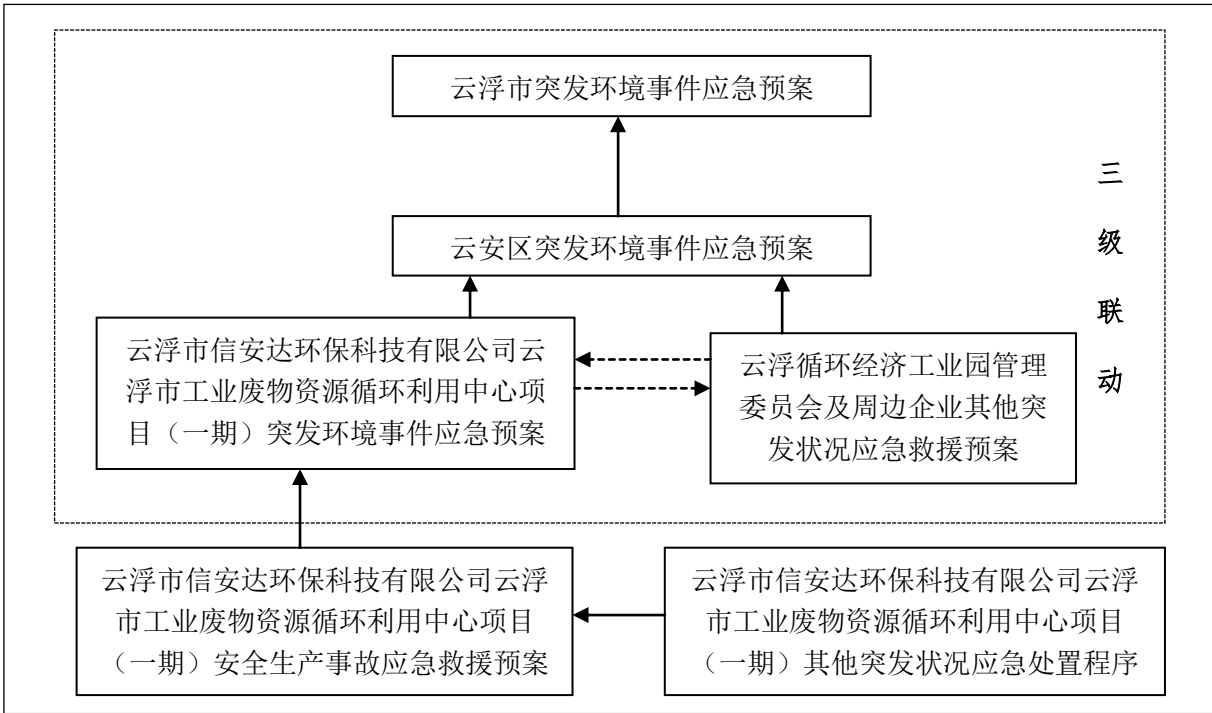 云浮市突发环境事件应急预案
三
级
联
动
云安区突发环境事件应急预案
云浮市信安达环保科技有限公司云
浮市工业废物资源循环利用中心项
目（一期）突发环境事件应急预案
云浮循环经济工业园管理
委员会及周边企业其他突
发状况应急救援预案
云浮市信安达环保科技有限公司云浮
市工业废物资源循环利用中心项目
（一期）安全生产事故应急救援预案
云浮市信安达环保科技有限公司云浮
市工业废物资源循环利用中心项目
（一期）其他突发状况应急处置程序